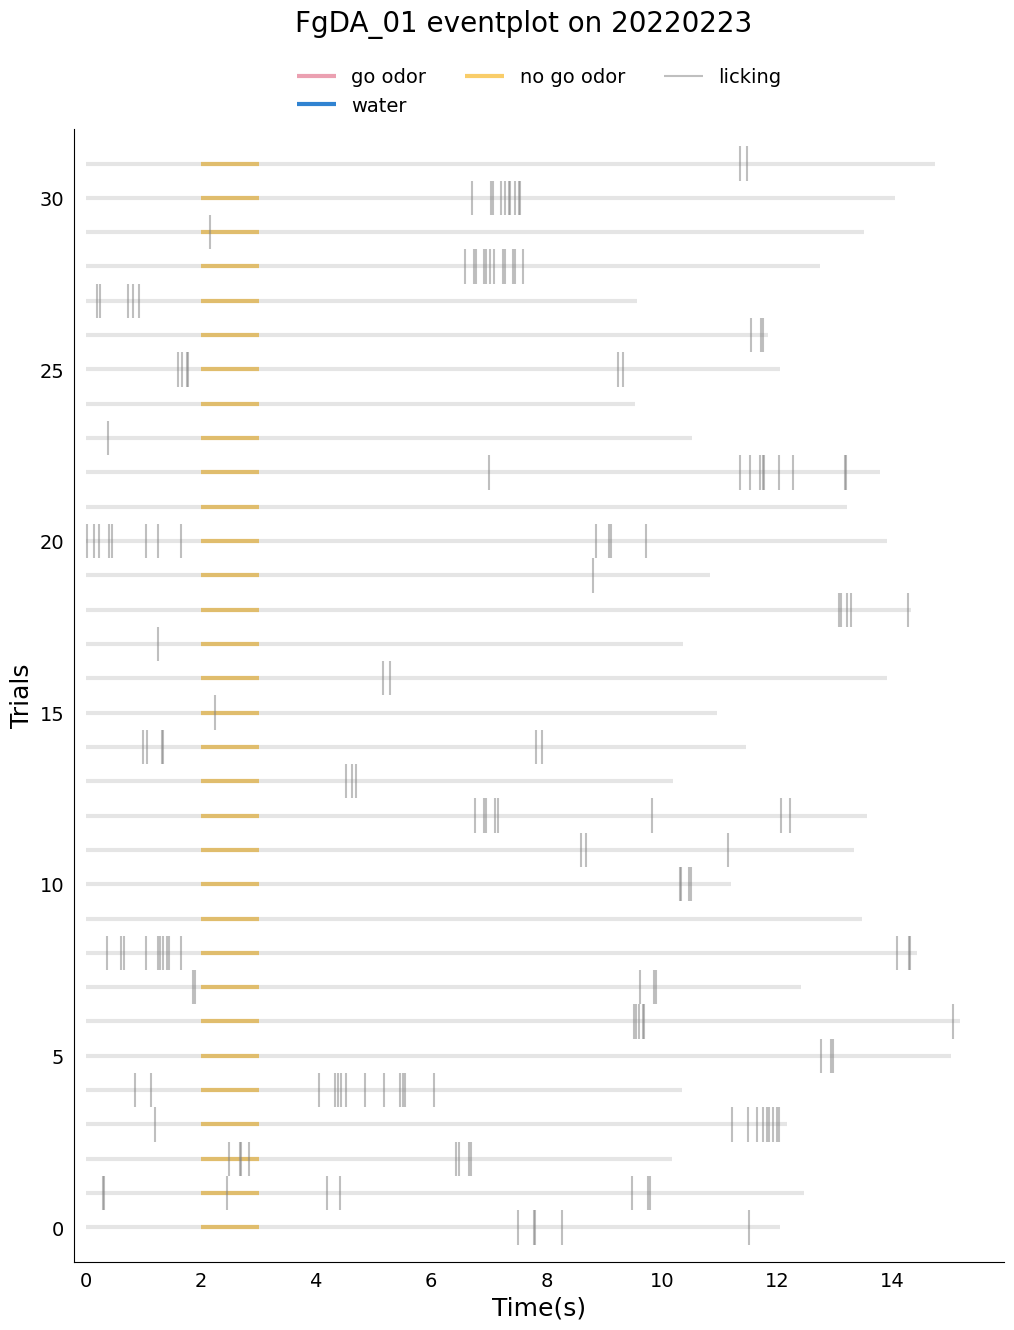 FgDA_01 eventplot on 20220223
go odor
no go odor
licking
water
30
25
20
15
10
5
0
Trials
0 2 4 6 8 10 12 14
Time(s)